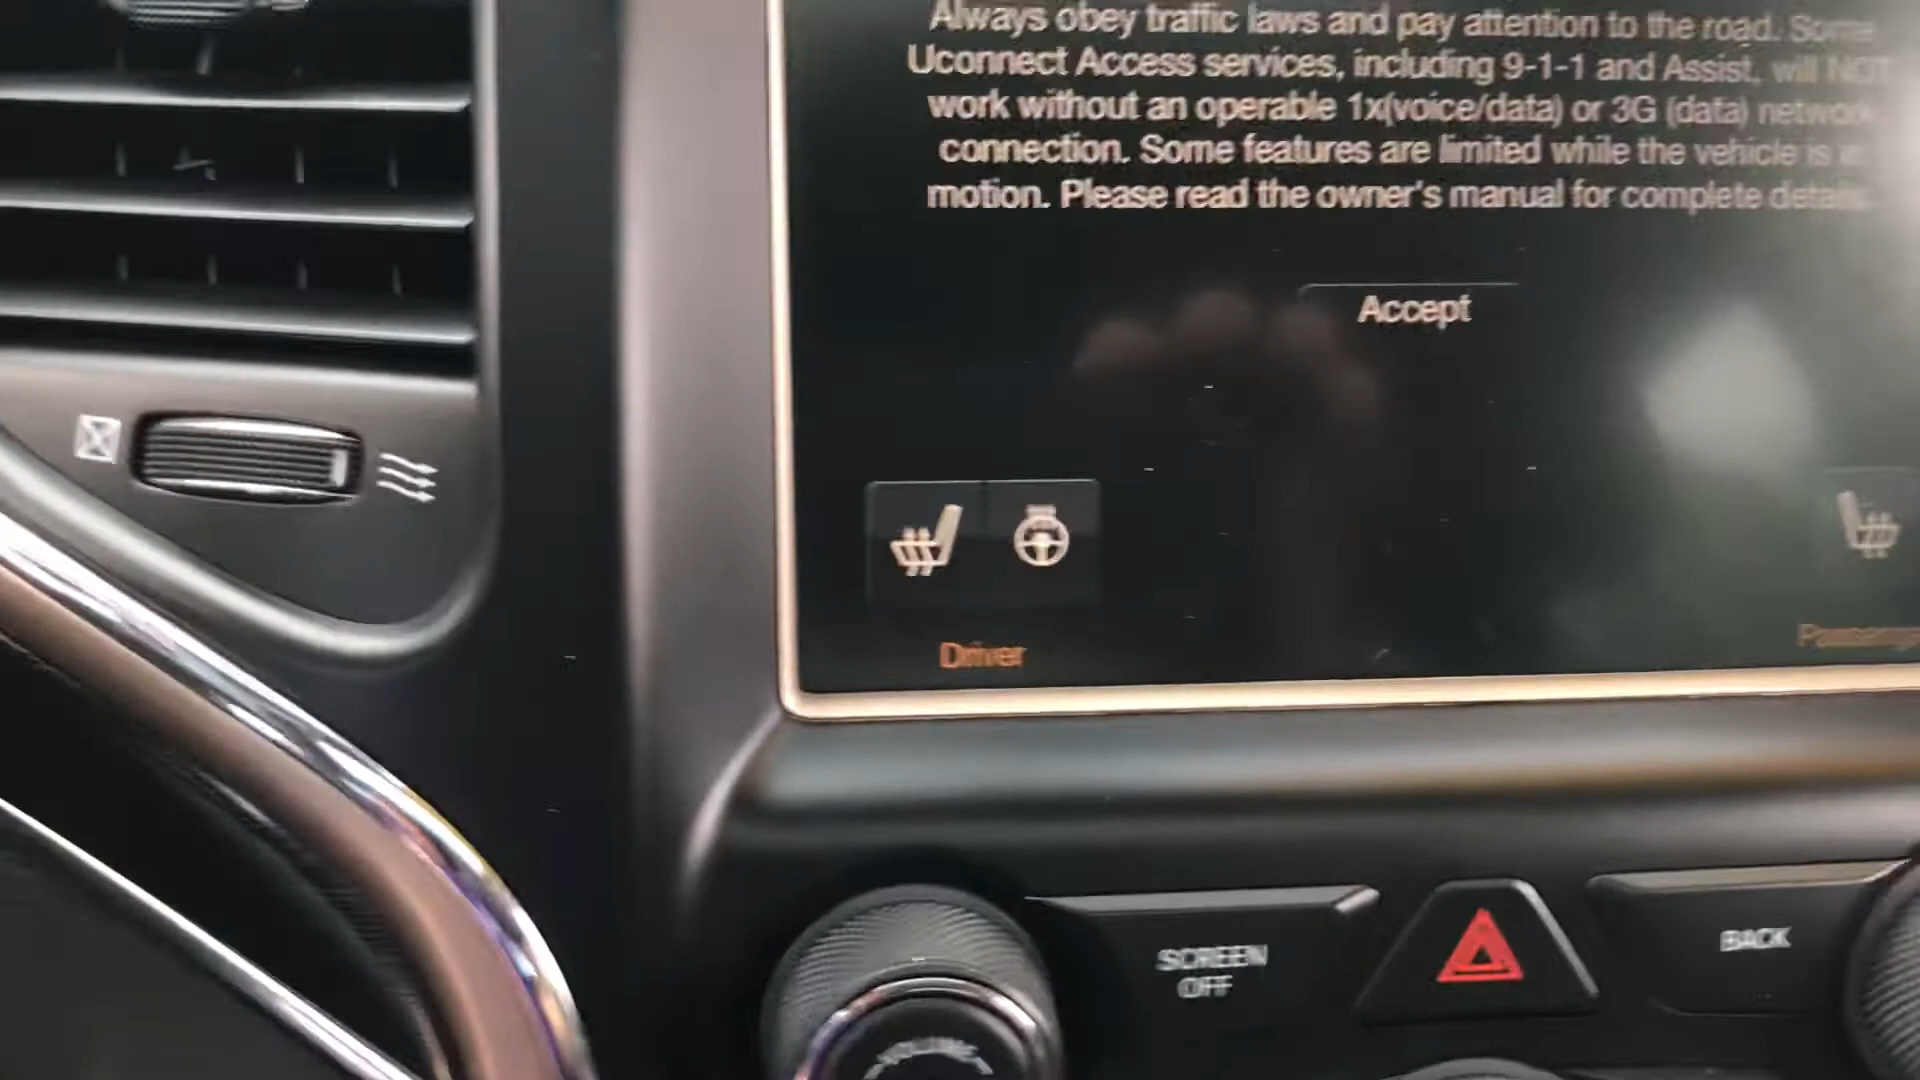 Always obey traffic laws and pay attention to the road. Some
Uconnect Access services, including 9-1-1 and Assist, will NOT
work without an operable 1x(voice/data) or 3G (data) network
connection. Some features are limited while the vehicle is in
motion. Please read the owner's manual for complete details.
Accept
Driver
SCREEN
OFF
BACK
VOLUME